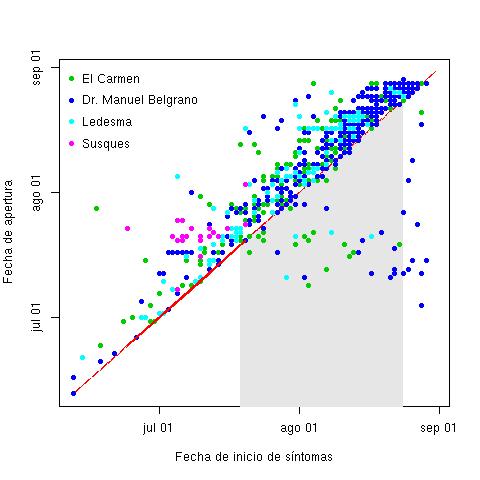 sep 01
ago 01
jul 01
Fecha de apertura
El Carmen
Dr. Manuel Belgrano
Ledesma
Susques
jul 01
ago 01
sep 01
Fecha de inicio de síntomas